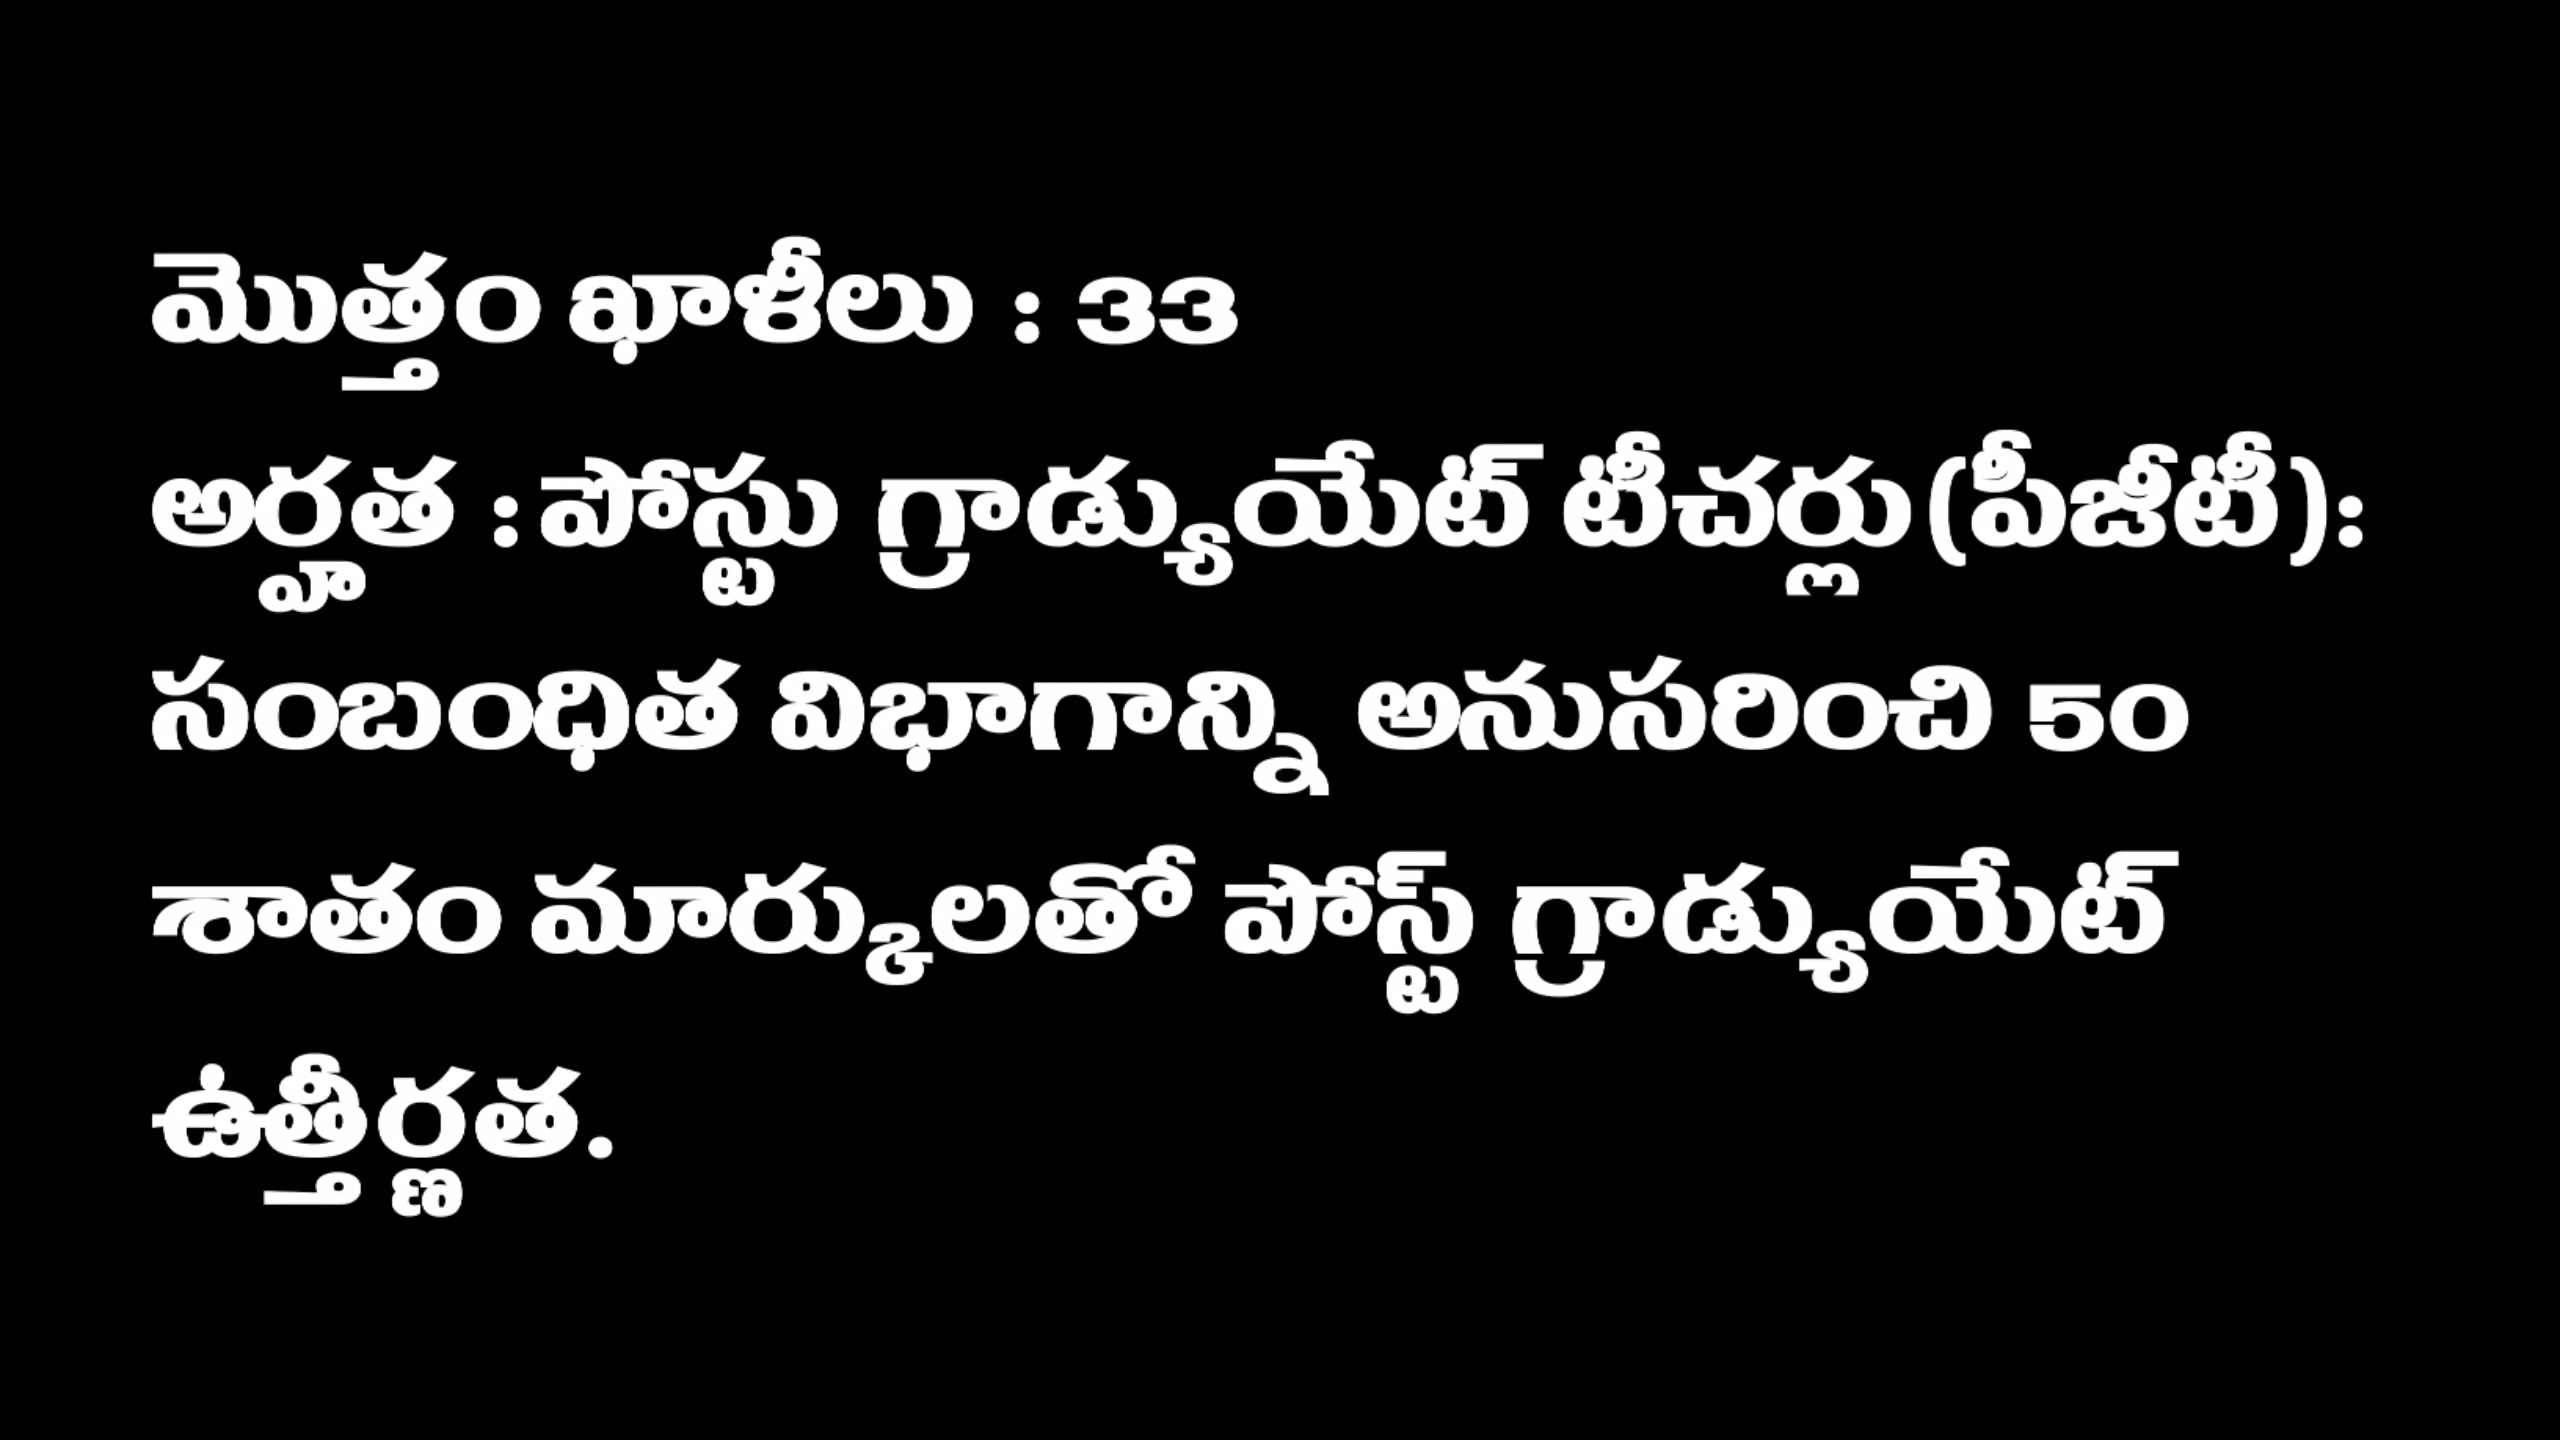 మొత్తం ఖాళీలు : 33
అర్హత : పోస్టు గ్రాడ్యుయేట్ టీచర్లు (పీజీటీ):
సంబంధిత విభాగాన్ని అనుసరించి 50
శాతం మార్కులతో పోస్ట్ గ్రాడ్యుయేట్
ఉత్తీర్ణత.